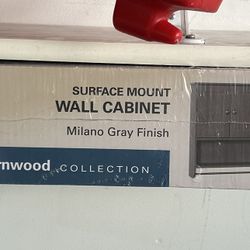 SURFACE MOUNT
WALL CABINET
Milano Gray Finish
rnwood COLLECTION